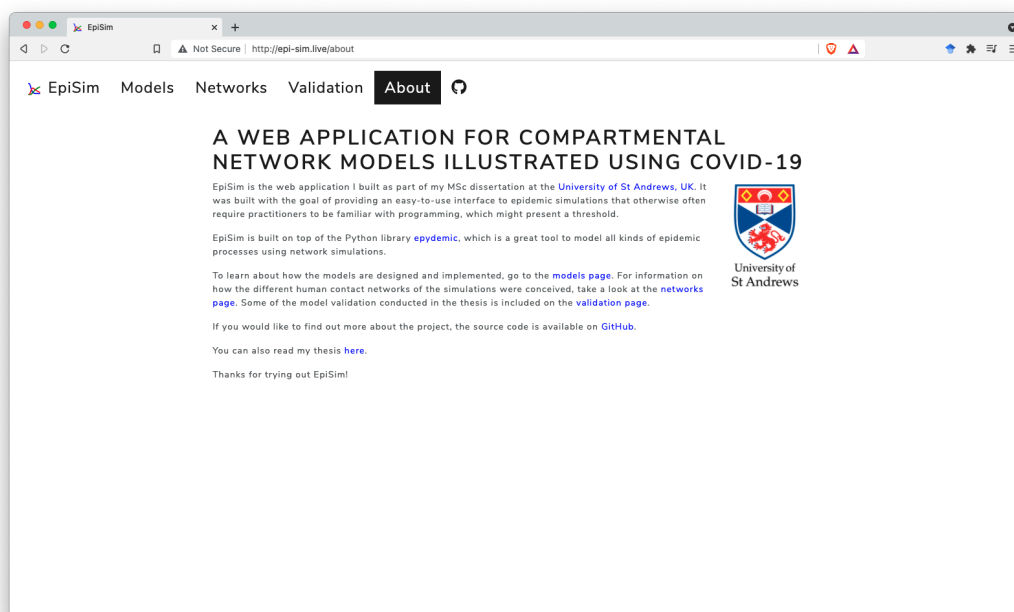 EpiSim
Not Secure http://epi-sim.live/about
EpiSim Models Networks Validation About
A WEB APPLICATION FOR COMPARTMENTAL
NETWORK MODELS ILLUSTRATED USING COVID-19
EpiSim is the web application I built as part of my MSc dissertation at the University of St Andrews, UK. It
was built with the goal of providing an easy-to-use interface to epidemic simulations that otherwise often
require practitioners to be familiar with programming, which might present a threshold.
EpiSim is built on top of the Python library epydemic, which is a great tool to model all kinds of epidemic
processes using network simulations.
To learn about how the models are designed and implemented, go to the models page. For information on
how the different human contact networks of the simulations were conceived, take a look at the networks
page. Some of the model validation conducted in the thesis is included on the validation page.
If you would like to find out more about the project, the source code is available on GitHub.
You can also read my thesis here.
Thanks for trying out EpiSim!
University of
St Andrews